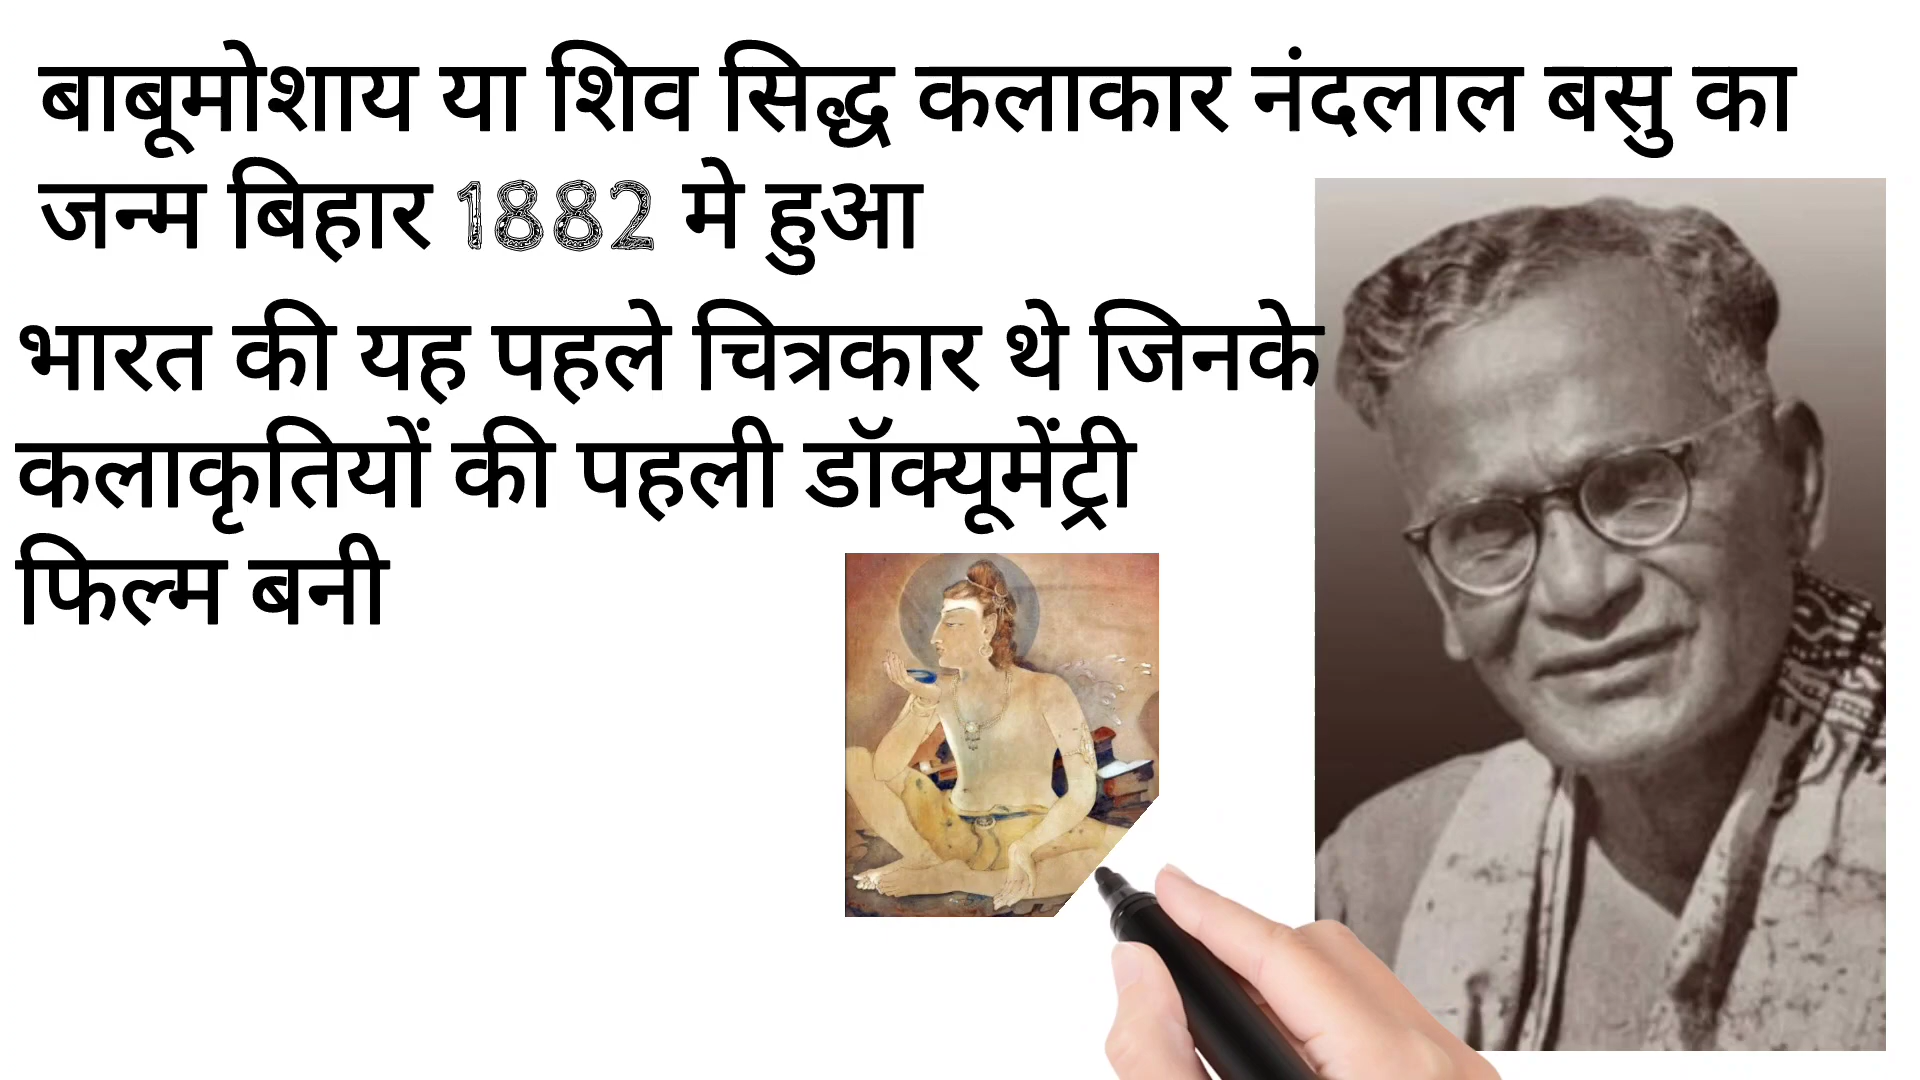 बाबूमोशाय या शिव सिद्ध कलाकार नंदलाल बसु का
जन्म बिहार 1882 मे हुआ
भारत की यह पहले चित्रकार थे जिनके
कलाकृतियों की पहली डॉक्यूमेंट्री
फिल्म बनी